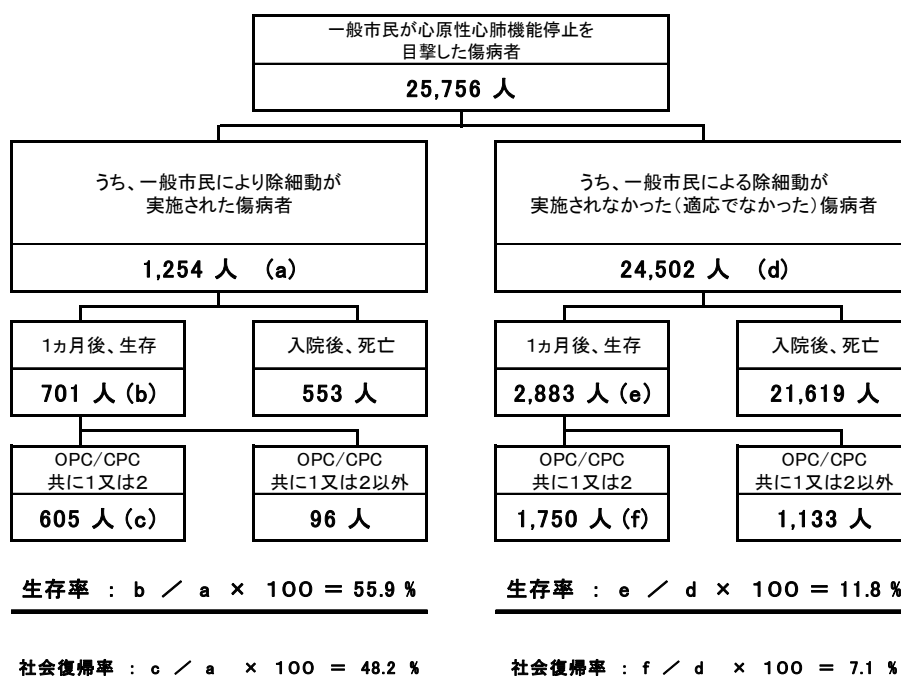 一般市民が心原性心肺機能停止を
目撃した傷病者
25,756 人
うち、一般市民により除細動が
実施された傷病者
1,254 人 (a)
うち、一般市民による除細動が
実施されなかった(適応でなかった)傷病者
24,502 人 (d)
1ヵ月後、生存
701 人 (b)
入院後、死亡
553 人
1ヵ月後、生存
2,883 人 (e)
入院後、死亡
21,619 人
OPC/CPC
共に1又は2
605 人 (c)
OPC/CPC
共に1又は2以外
96 人
OPC/CPC
共に1又は2
1,750 人 (f)
OPC/CPC
共に1又は2以外
1,133 人
生存率 : b / a × 100 = 55.9 %
生存率 : e / d × 100 = 11.8 %
社会復帰率 : c / a × 100 = 48.2 %
社会復帰率 : f / d × 100 = 7.1 %